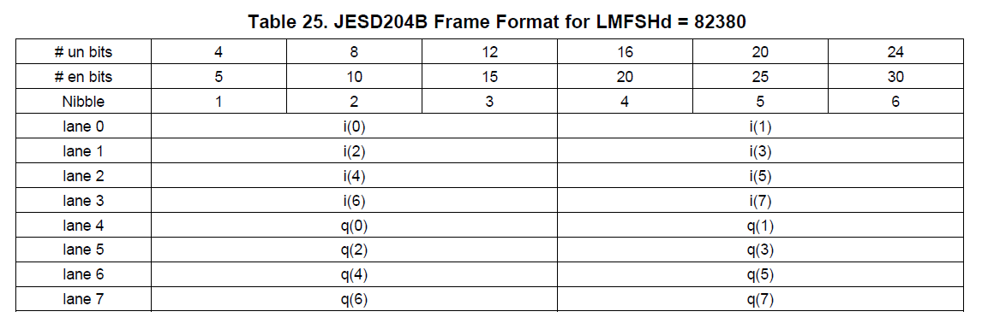 Table 25. JESD204B Frame Format for LMFSHd = 82380
# un bits 4 8 12 16 20 24
# en bits 5 10 15 20 25 30
Nibble 1 2 3 4 5 6
lane 0 i(0) i(1)
lane 1 i(2) i(3)
lane 2 i(4) i(5)
lane 3 i(6) i(7)
lane 4 q(0) q(1)
lane 5 q(2) q(3)
lane 6 q(4) q(5)
lane 7 q(6) q(7)